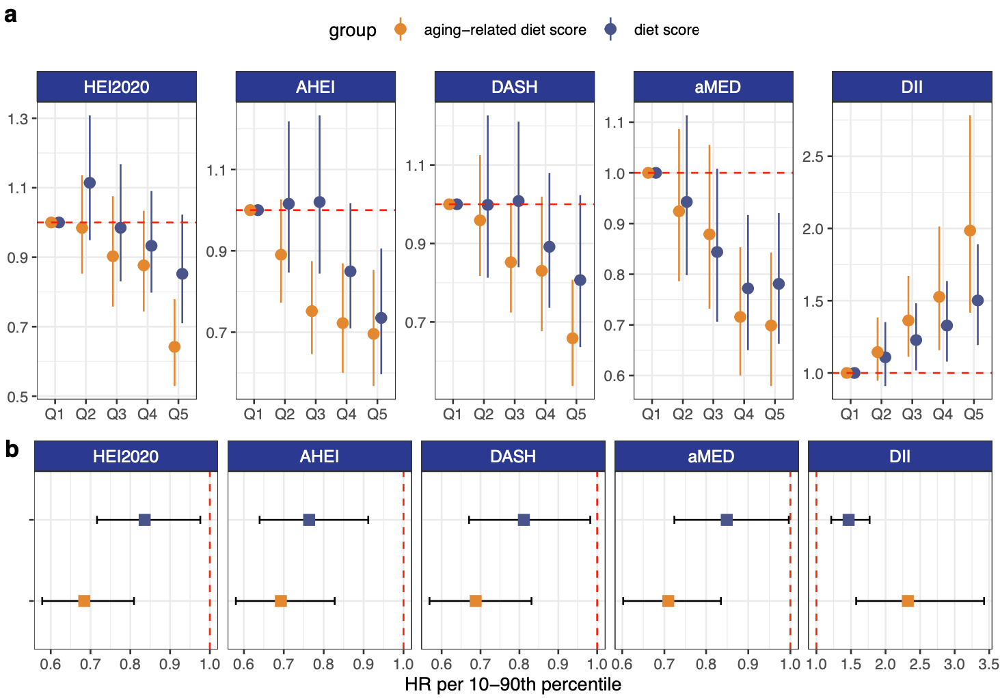 a
group aging−related diet score diet score
HEI2020 AHEI DASH aMED DII
1.3
1.1
0.9
0.7
0.5
Q1 Q2 Q3 Q4 Q5
1.1
0.9
0.7
Q1 Q2 Q3 Q4 Q5
1.1
0.9
0.7
Q1 Q2 Q3 Q4 Q5
1.1
1.0
0.9
0.8
0.7
0.6
Q1 Q2 Q3 Q4 Q5
2.5
2.0
1.5
1.0
Q1 Q2 Q3 Q4 Q5
b
HEI2020 AHEI DASH aMED DII
0.6 0.7 0.8 0.9 1.0 0.6 0.7 0.8 0.9 1.0 0.6 0.7 0.8 0.9 1.0 0.6 0.7 0.8 0.9 1.0 1.0 1.5 2.0 2.5 3.0 3.5
HR per 10−90th percentile